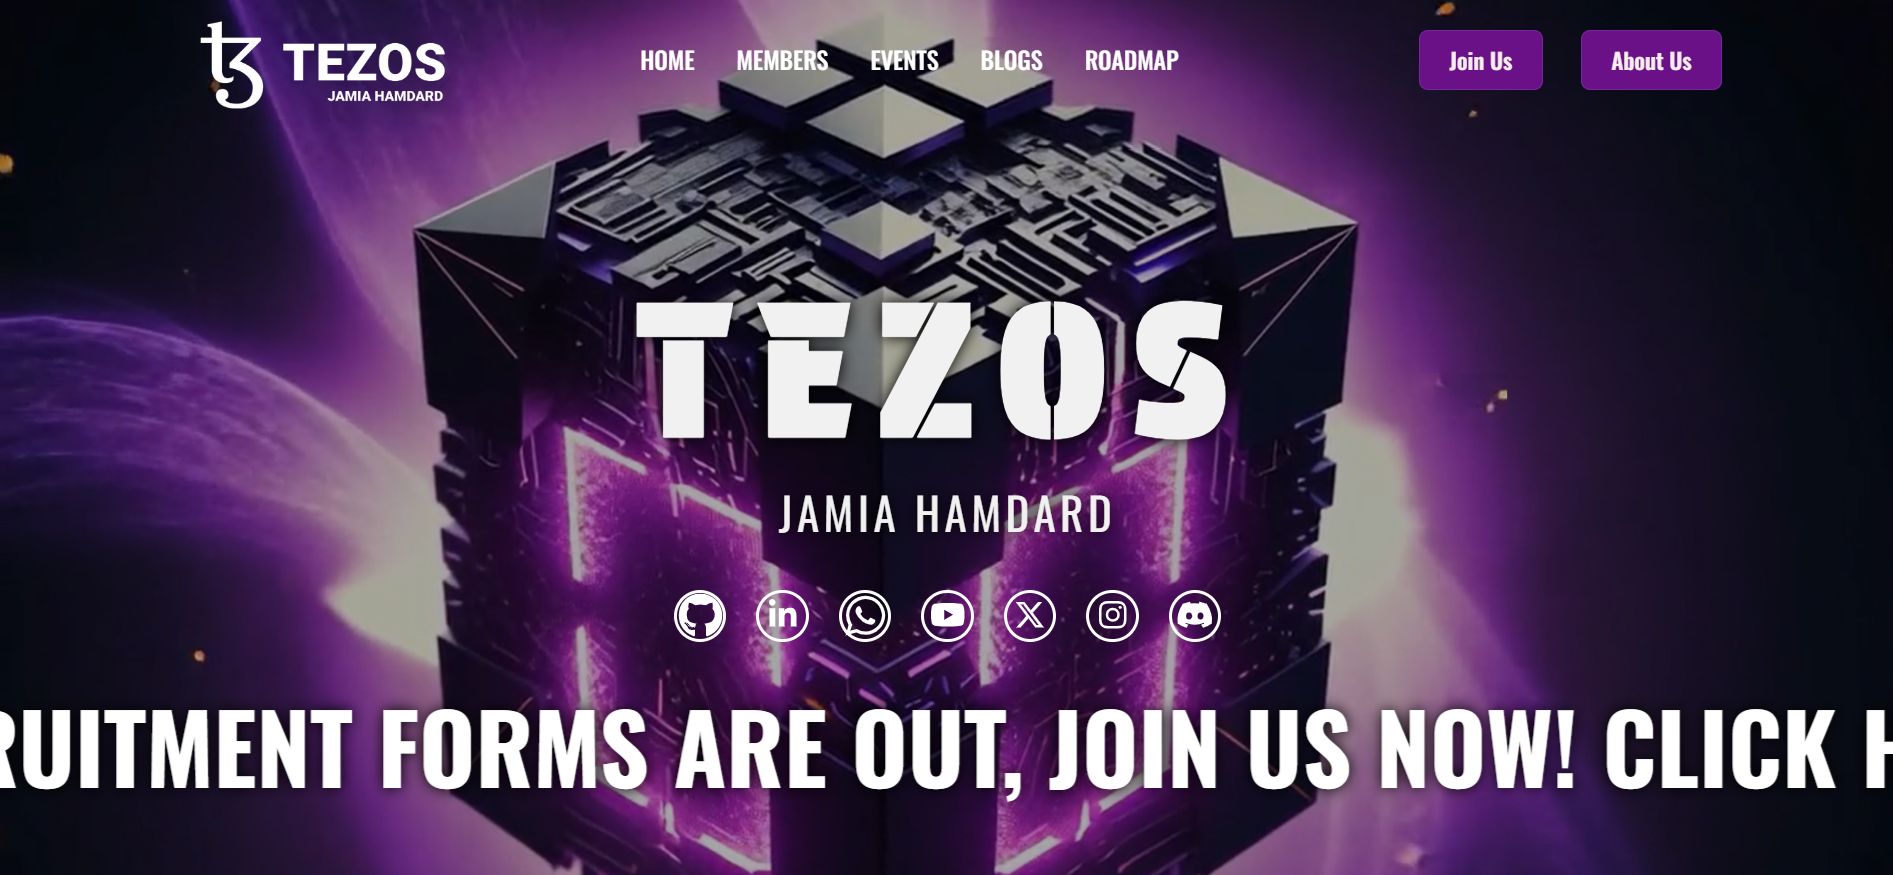 TEZOS
JAMIA HAMDARD
HOME MEMBERS EVENTS BLOGS ROADMAP
Join Us About Us
TEZOS
JAMIA HAMDARD
RUITMENT FORMS ARE OUT, JOIN US NOW! CLICK H